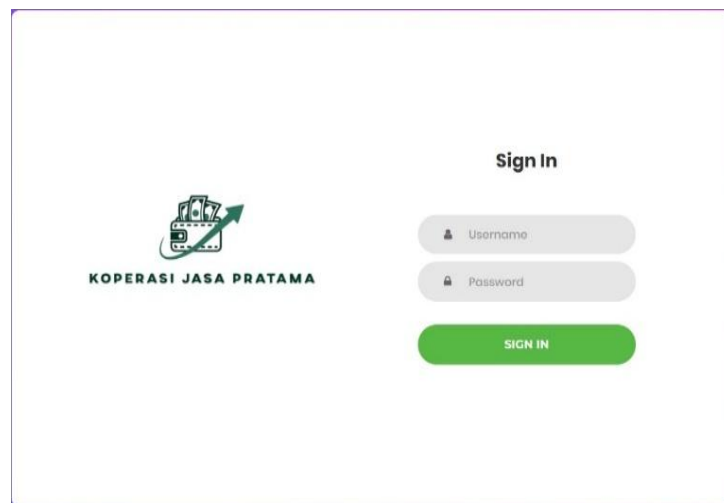 KOPERASI JASA PRATAMA
Sign In
Username
Password
SIGN IN